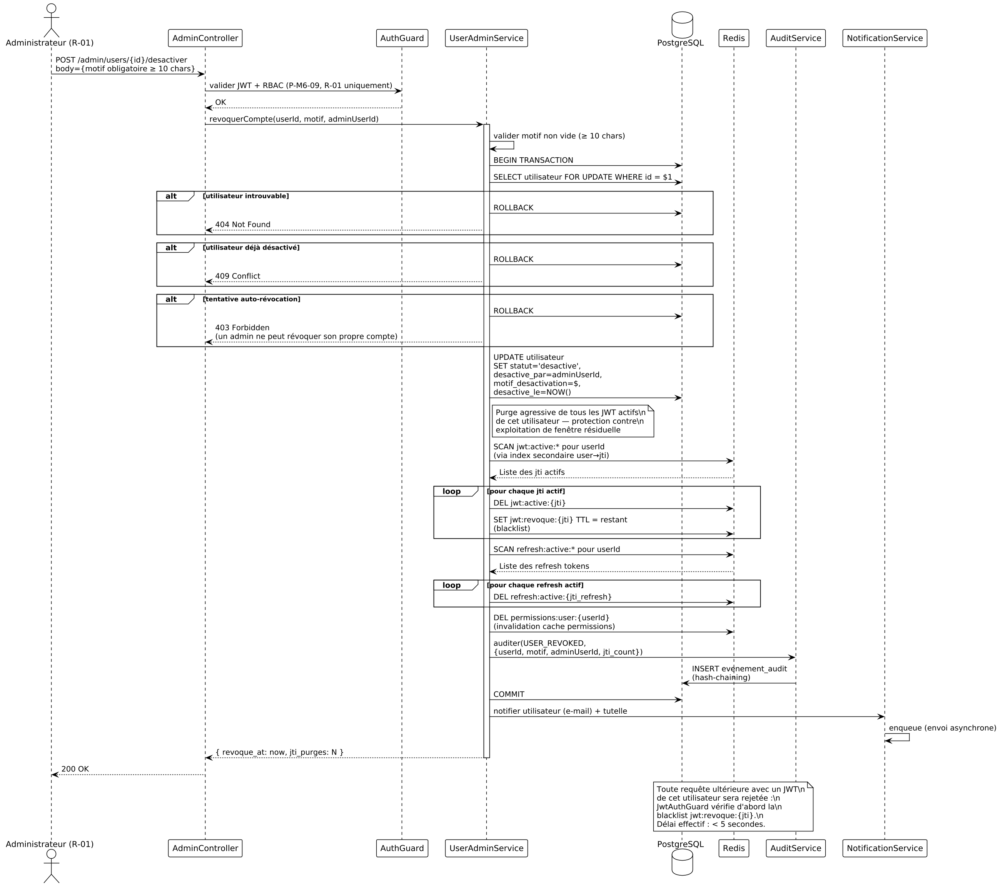 Administrateur (R-01)
AdminController
AuthGuard
UserAdminService
PostgreSQL
Redis
AuditService
NotificationService
POST /admin/users/{id}/desactiver
body={motif obligatoire ≥ 10 chars}
valider JWT + RBAC (P-M6-09, R-01 uniquement)
OK
revoquerCompte(userId, motif, adminUserId)
valider motif non vide (≥ 10 chars)
BEGIN TRANSACTION
SELECT utilisateur FOR UPDATE WHERE id = $1
alt
[utilisateur introuvable]
ROLLBACK
404 Not Found
alt
[utilisateur déjà désactivé]
ROLLBACK
409 Conflict
alt
[tentative auto-révocation]
ROLLBACK
403 Forbidden
(un admin ne peut révoquer son propre compte)
UPDATE utilisateur
SET statut='desactive',
desactive_par=adminUserId,
motif_desactivation=$,
desactive_le=NOW()
Purge agressive de tous les JWT actifs\n
de cet utilisateur — protection contre\n
exploitation de fenêtre résiduelle
SCAN jwt:active:* pour userId
(via index secondaire user→jti)
Liste des jti actifs
loop
[pour chaque jti actif]
DEL jwt:active:{jti}
SET jwt:revoque:{jti} TTL = restant
(blacklist)
SCAN refresh:active:* pour userId
Liste des refresh tokens
loop
[pour chaque refresh actif]
DEL refresh:active:{jti_refresh}
DEL permissions:user:{userId}
(invalidation cache permissions)
auditer(USER_REVOKED,
{userId, motif, adminUserId, jti_count})
INSERT evenement_audit
(hash-chaining)
COMMIT
notifier utilisateur (e-mail) + tutelle
enqueue (envoi asynchrone)
{ revoque_at: now, jti_purges: N }
200 OK
Toute requête ultérieure avec un JWT\n
de cet utilisateur sera rejetée :\n
JwtAuthGuard vérifie d'abord la\n
blacklist jwt:revoque:{jti}.\n
Délai effectif : < 5 secondes.
Administrateur (R-01)
AdminController
AuthGuard
UserAdminService
PostgreSQL
Redis
AuditService
NotificationService